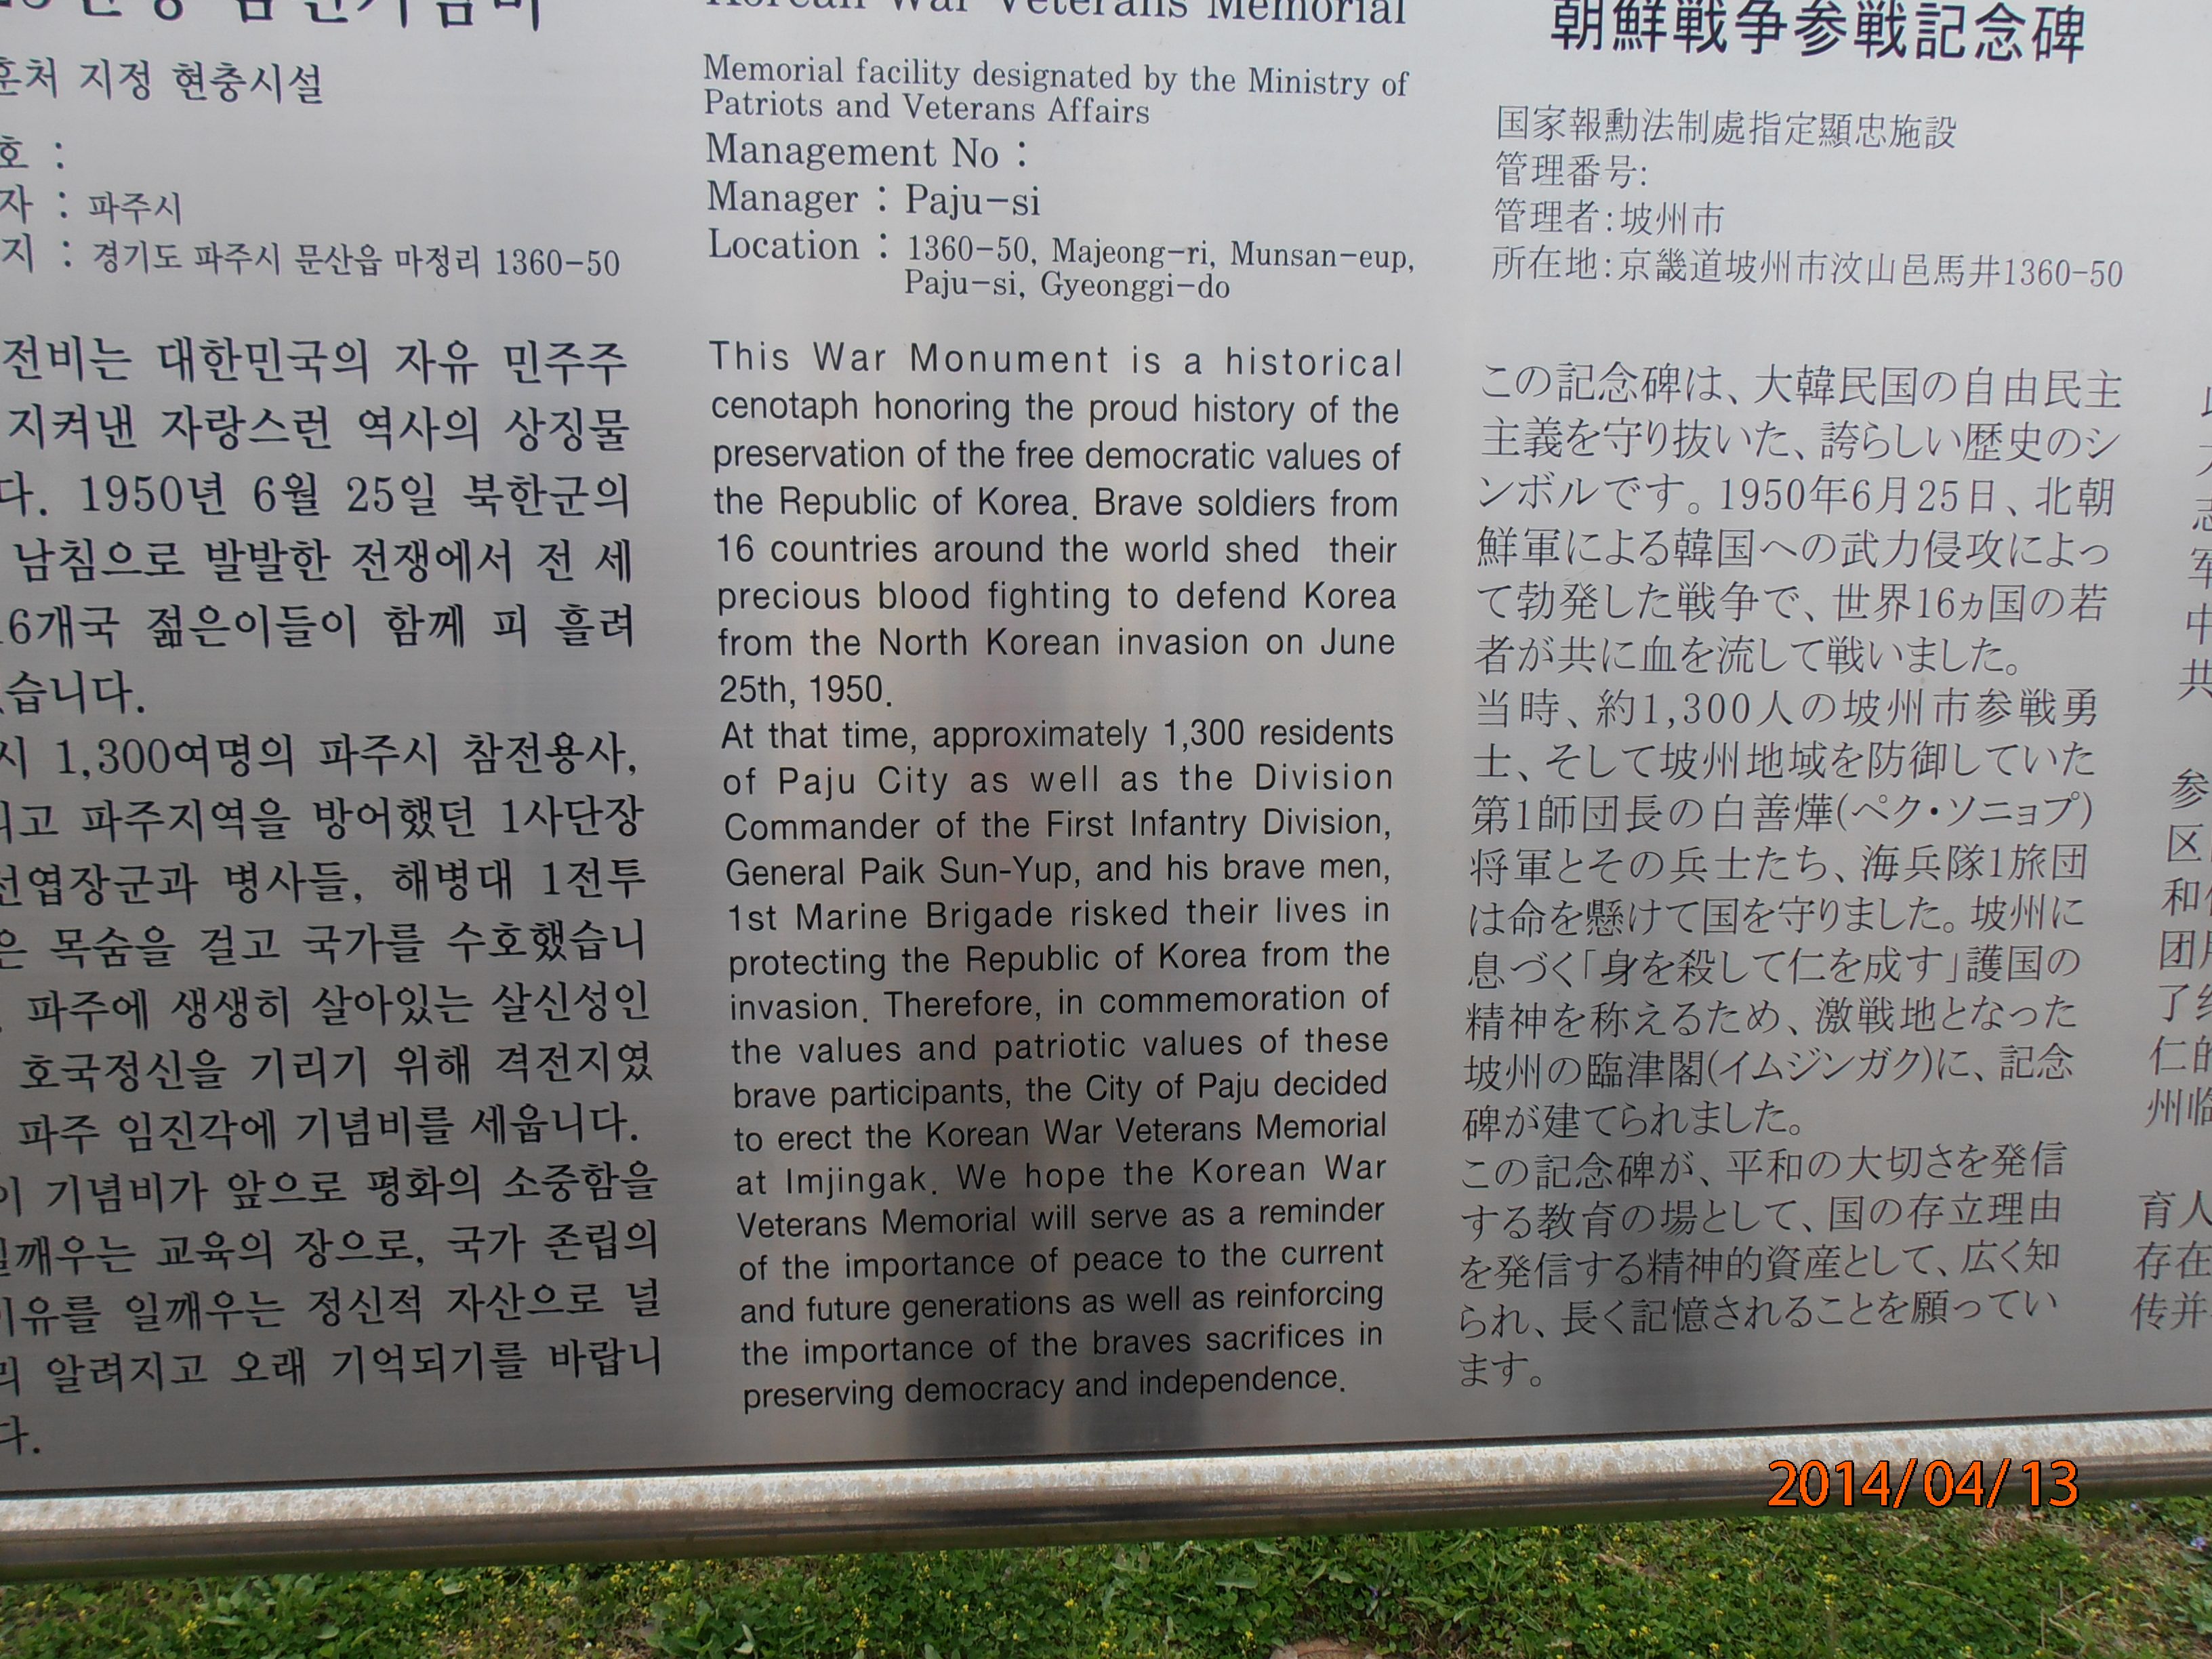 훈처 지정 현충시설
호 :
자 : 파주시
지 : 경기도 파주시 문산읍 마정리 1360-50
전비는 대한민국의 자유 민주주
지켜낸 자랑스런 역사의 상징물
다. 1950년 6월 25일 북한군의
남침으로 발발한 전쟁에서 전 세
16개국 젊은이들이 함께 피 흘려
습니다.
시 1,300여명의 파주시 참전용사,
리고 파주지역을 방어했던 1사단장
선엽장군과 병사들, 해병대 1전투
은 목숨을 걸고 국가를 수호했습니
파주에 생생히 살아있는 살신성인
호국정신을 기리기 위해 격전지였
파주 임진각에 기념비를 세웁니다.
이 기념비가 앞으로 평화의 소중함을
일깨우는 교육의 장으로, 국가 존립의
이유를 일깨우는 정신적 자산으로 널
리 알려지고 오래 기억되기를 바랍니
다.
Korean War Veterans Memorial
Memorial facility designated by the Ministry of
Patriots and Veterans Affairs
Management No :
Manager : Paju-si
Location : 1360-50, Majeong-ri, Munsan-eup,
Paju-si, Gyeonggi-do
This War Monument is a historical
cenotaph honoring the proud history of the
preservation of the free democratic values of
the Republic of Korea. Brave soldiers from
16 countries around the world shed their
precious blood fighting to defend Korea
from the North Korean invasion on June
25th, 1950.
At that time, approximately 1,300 residents
of Paju City as well as the Division
Commander of the First Infantry Division,
General Paik Sun-Yup, and his brave men,
1st Marine Brigade risked their lives in
protecting the Republic of Korea from the
invasion. Therefore, in commemoration of
the values and patriotic values of these
brave participants, the City of Paju decided
to erect the Korean War Veterans Memorial
at Imjingak. We hope the Korean War
Veterans Memorial will serve as a reminder
of the importance of peace to the current
and future generations as well as reinforcing
the importance of the braves sacrifices in
preserving democracy and independence.
朝鮮戦争参戦記念碑
国家報勳法制處指定顯忠施設
管理番号:
管理者:坡州市
所在地:京畿道坡州市汶山邑馬井1360-50
この記念碑は、大韓民国の自由民主
主義を守り抜いた、誇らしい歴史のシ
ンボルです。1950年6月25日、北朝
鮮軍による韓国への武力侵攻によっ
て勃発した戦争で、世界16ヵ国の若
者が共に血を流して戦いました。
当時、約1,300人の坡州市参戦勇
士、そして坡州地域を防御していた
第1師団長の白善燁(ペク・ソニョプ)
将軍とその兵士たち、海兵隊1旅団
は命を懸けて国を守りました。坡州に
息づく「身を殺して仁を成す」護国の
精神を称えるため、激戦地となった
坡州の臨津閣(イムジンガク)に、記念
碑が建てられました。
この記念碑が、平和の大切さを発信
する教育の場として、国の存立理由
を発信する精神的資産として、広く知
られ、長く記憶されることを願ってい
ます。
军
中
共
参
区
和
团
了
仁的
州临
育人
存在
传并
2014/04/13